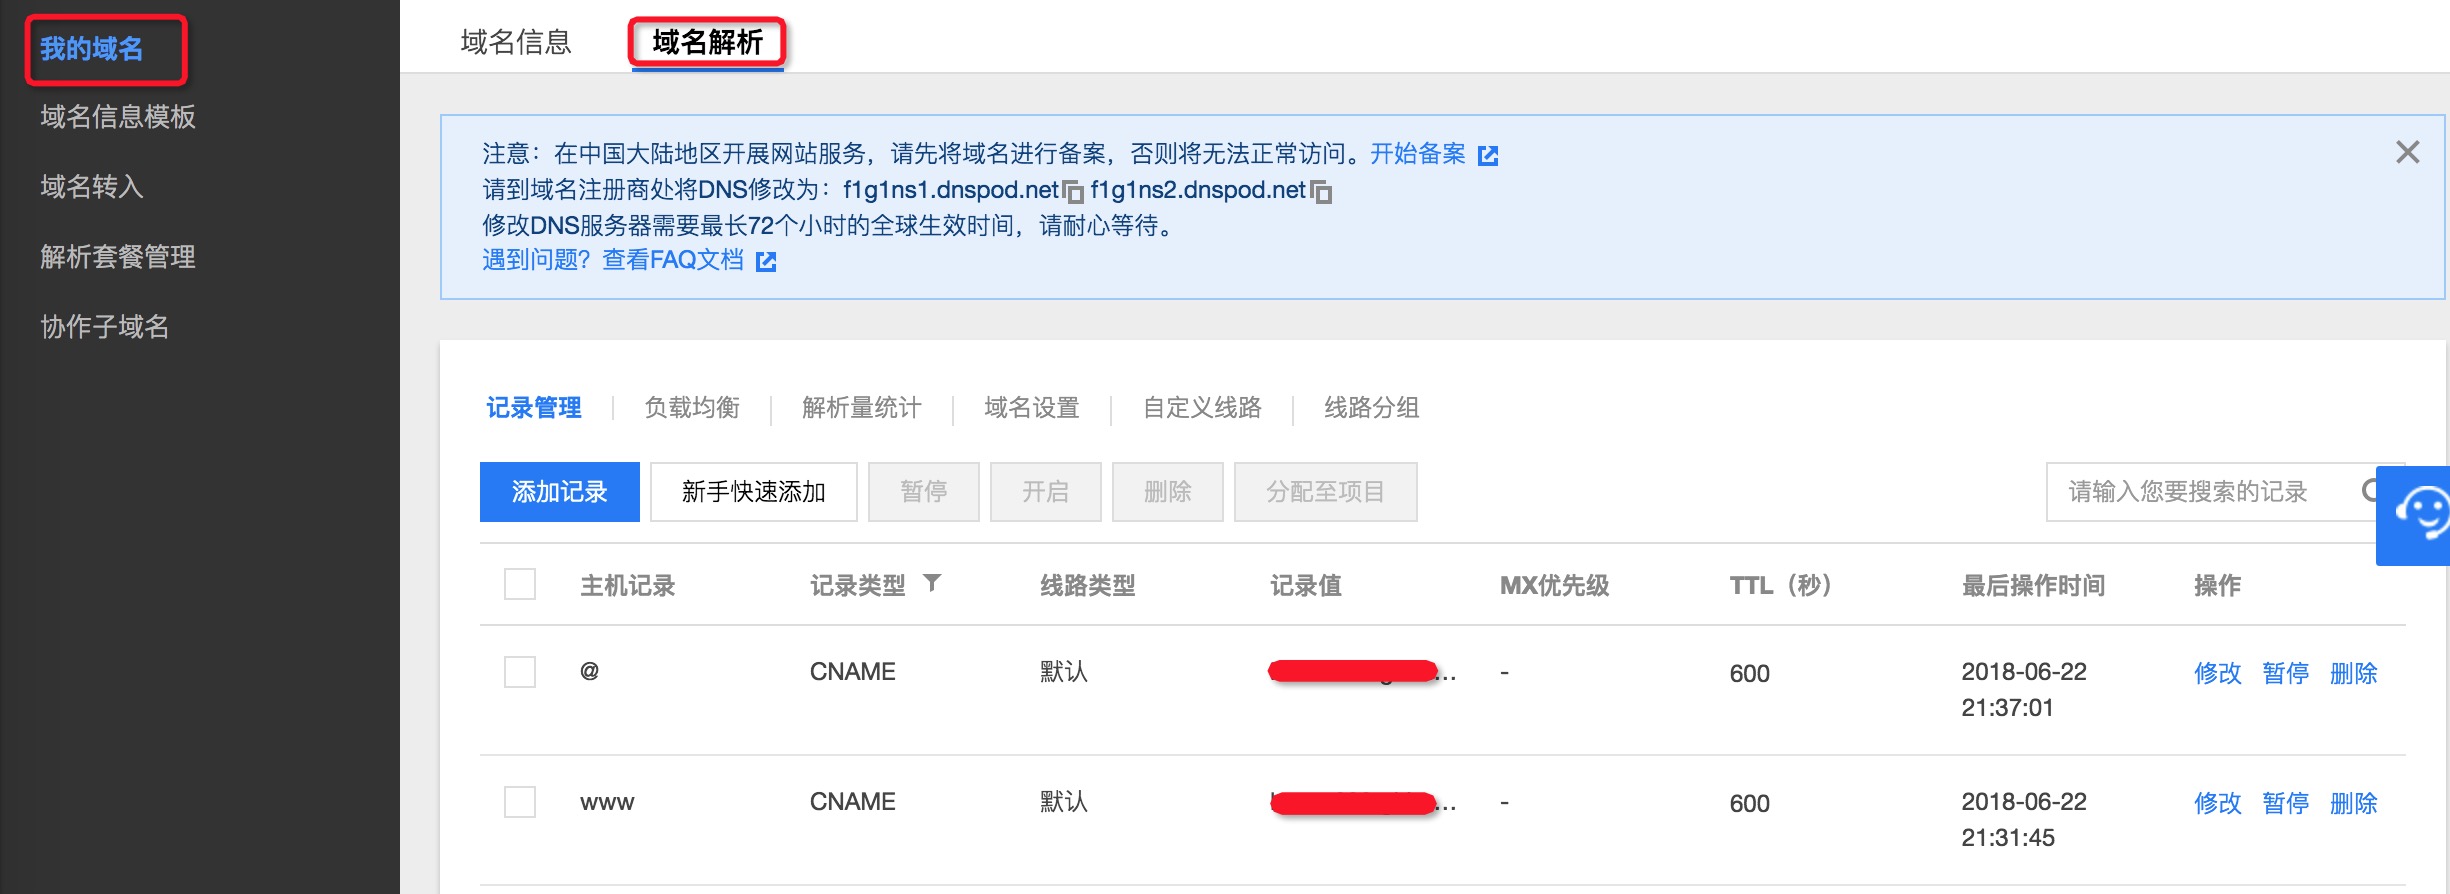 我的域名
域名信息模板
域名转入
解析套餐管理
协作子域名
域名信息 域名解析
注意：在中国大陆地区开展网站服务，请先将域名进行备案，否则将无法正常访问。开始备案
请到域名注册商处将DNS修改为：f1g1ns1.dnspod.net f1g1ns2.dnspod.net
修改DNS服务器需要最长72个小时的全球生效时间，请耐心等待。
遇到问题？查看FAQ文档
记录管理 负载均衡 解析量统计 域名设置 自定义线路 线路分组
添加记录 新手快速添加 暂停 开启 删除 分配至项目 请输入您要搜索的记录
主机记录 记录类型 线路类型 记录值 MX优先级 TTL（秒） 最后操作时间 操作
@ CNAME 默认 ... - 600 2018-06-22 修改 暂停 删除
21:37:01
www CNAME 默认 ... - 600 2018-06-22 修改 暂停 删除
21:31:45